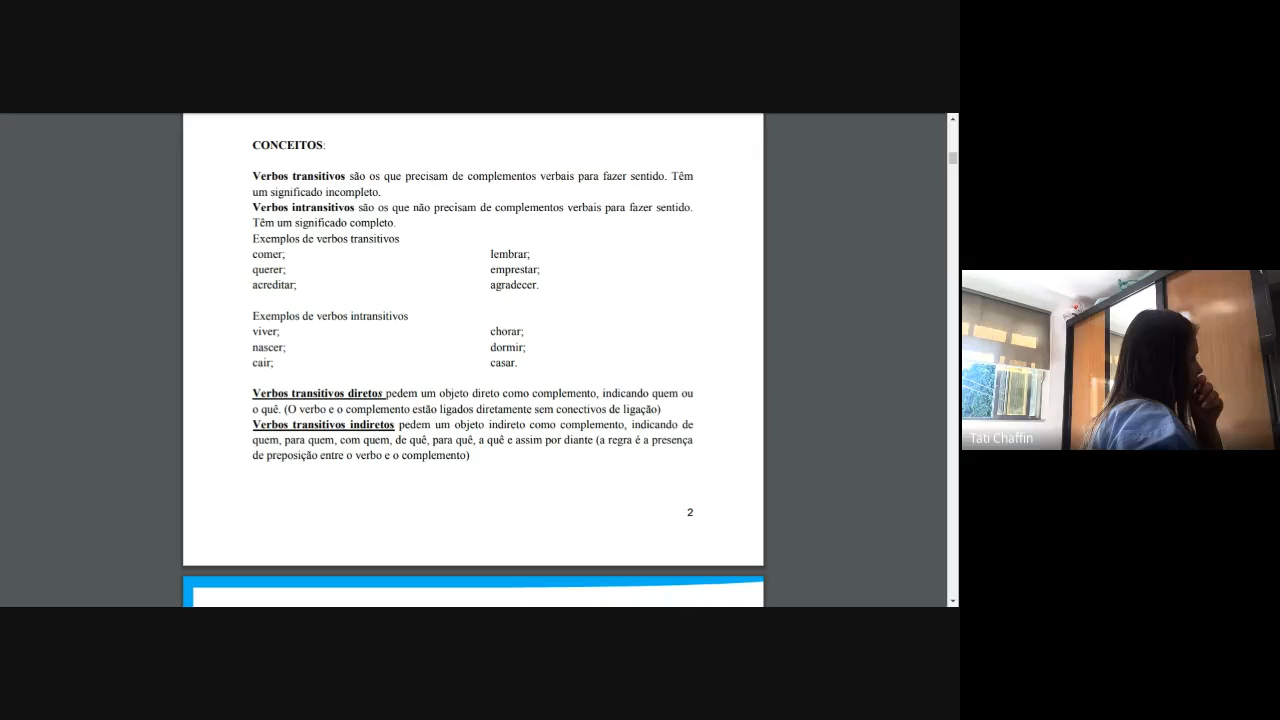 CONCEITOS:
Verbos transitivos são os que precisam de complementos verbais para fazer sentido. Têm
um significado incompleto.
Verbos intransitivos são os que não precisam de complementos verbais para fazer sentido.
Têm um significado completo.
Exemplos de verbos transitivos
comer; lembrar;
querer; emprestar;
acreditar; agradecer.
Exemplos de verbos intransitivos
viver; chorar;
nascer; dormir;
cair; casar.
Verbos transitivos diretos pedem um objeto direto como complemento, indicando quem ou
o quê. (O verbo e o complemento estão ligados diretamente sem conectivos de ligação)
Verbos transitivos indiretos pedem um objeto indireto como complemento, indicando de
quem, para quem, com quem, de quê, para quê, a quê e assim por diante (a regra é a presença
de preposição entre o verbo e o complemento)
2
Tati Chaffin